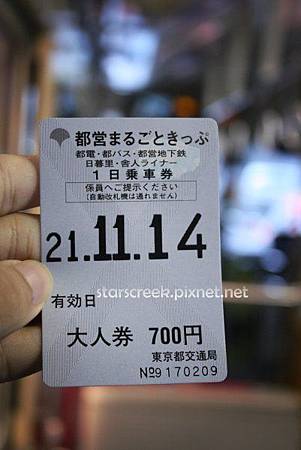 都営まるごときっぷ
都電・都バス・都営地下鉄
日暮里・舎人ライナー
1日乗車券
係員へご提示ください
(自動改札機は通れません)
21.11.14
starscreek.pixnet.net
有効日
大人券 700円
東京都交通局
№9170209